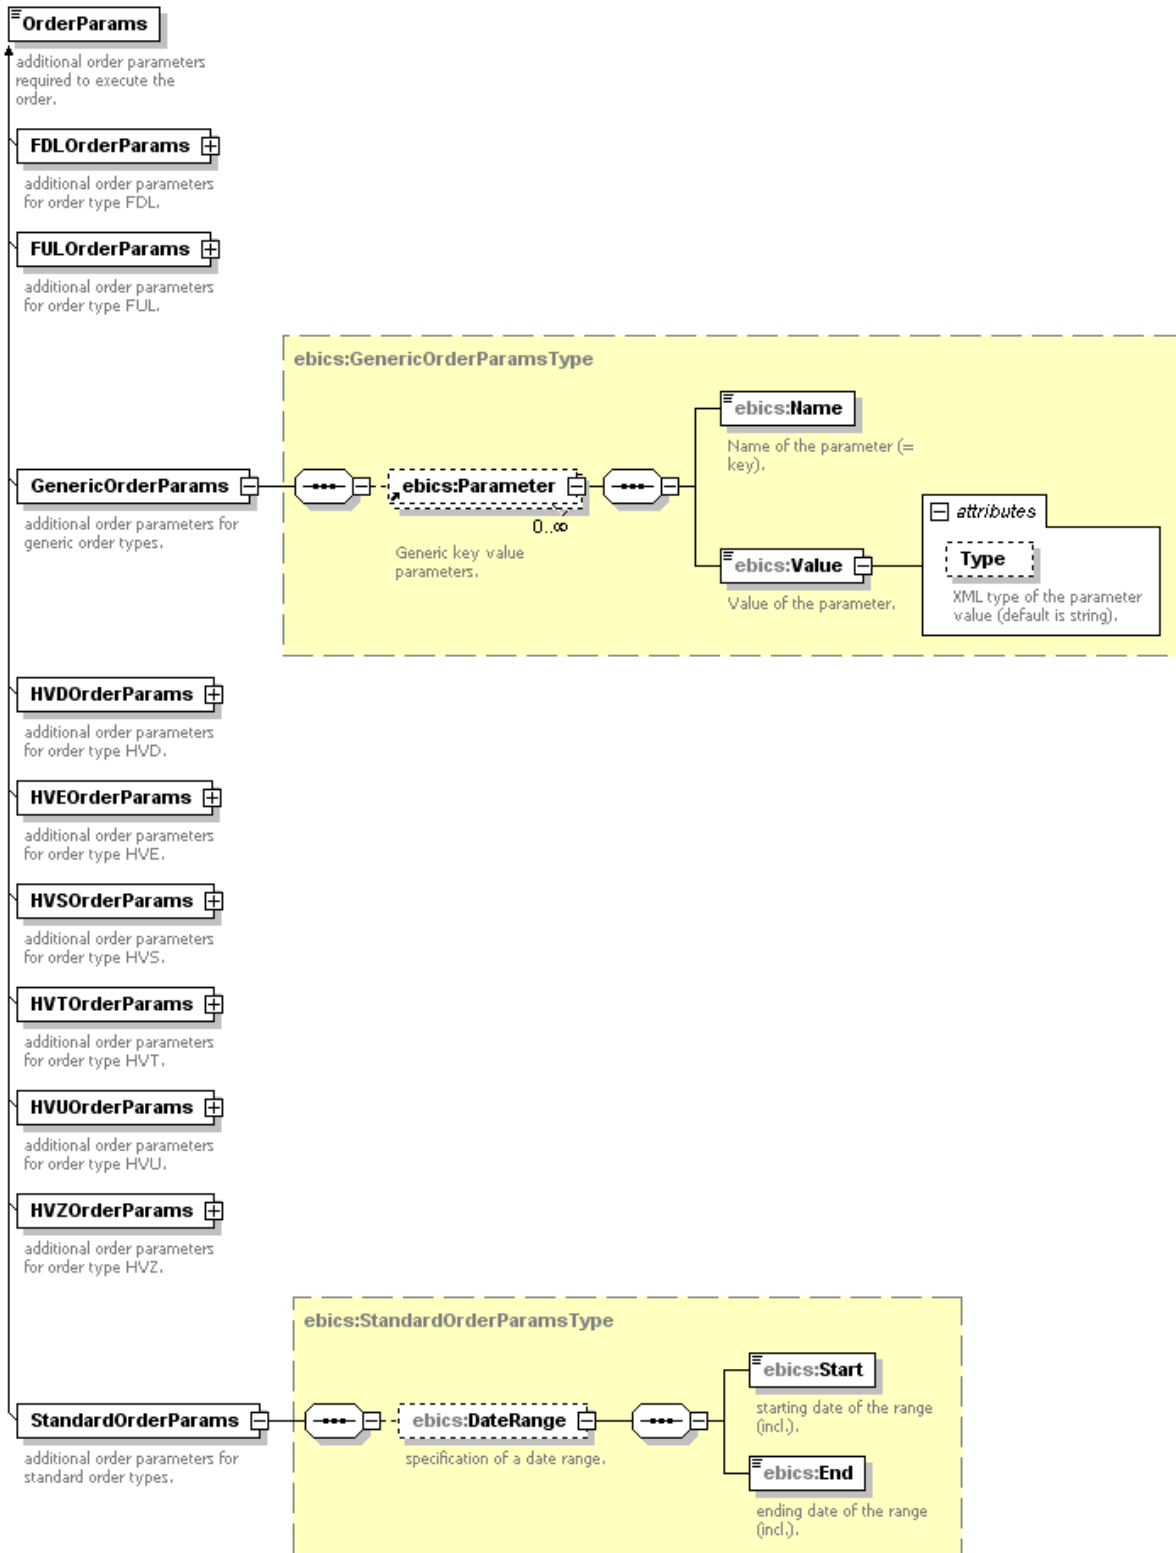 OrderParams
additional order parameters
required to execute the
order.
FDLOrderParams
additional order parameters
for order type FDL.
FULOrderParams
additional order parameters
for order type FUL.
ebics:GenericOrderParamsType
ebics:Name
Name of the parameter (=
key).
GenericOrderParams
additional order parameters for
generic order types.
ebics:Parameter
0..∞
Generic key value
parameters.
ebics:Value
Value of the parameter.
attributes
Type
XML type of the parameter
value (default is string).
HVDOrderParams
additional order parameters
for order type HVD.
HVEOrderParams
additional order parameters
for order type HVE.
HVSOrderParams
additional order parameters
for order type HVS.
HVTOrderParams
additional order parameters
for order type HVT.
HVUOrderParams
additional order parameters
for order type HVU.
HVZOrderParams
additional order parameters
for order type HVZ.
ebics:StandardOrderParamsType
ebics:Start
starting date of the range
(incl.).
StandardOrderParams
additional order parameters for
standard order types.
ebics:DateRange
specification of a date range.
ebics:End
ending date of the range
(incl.).